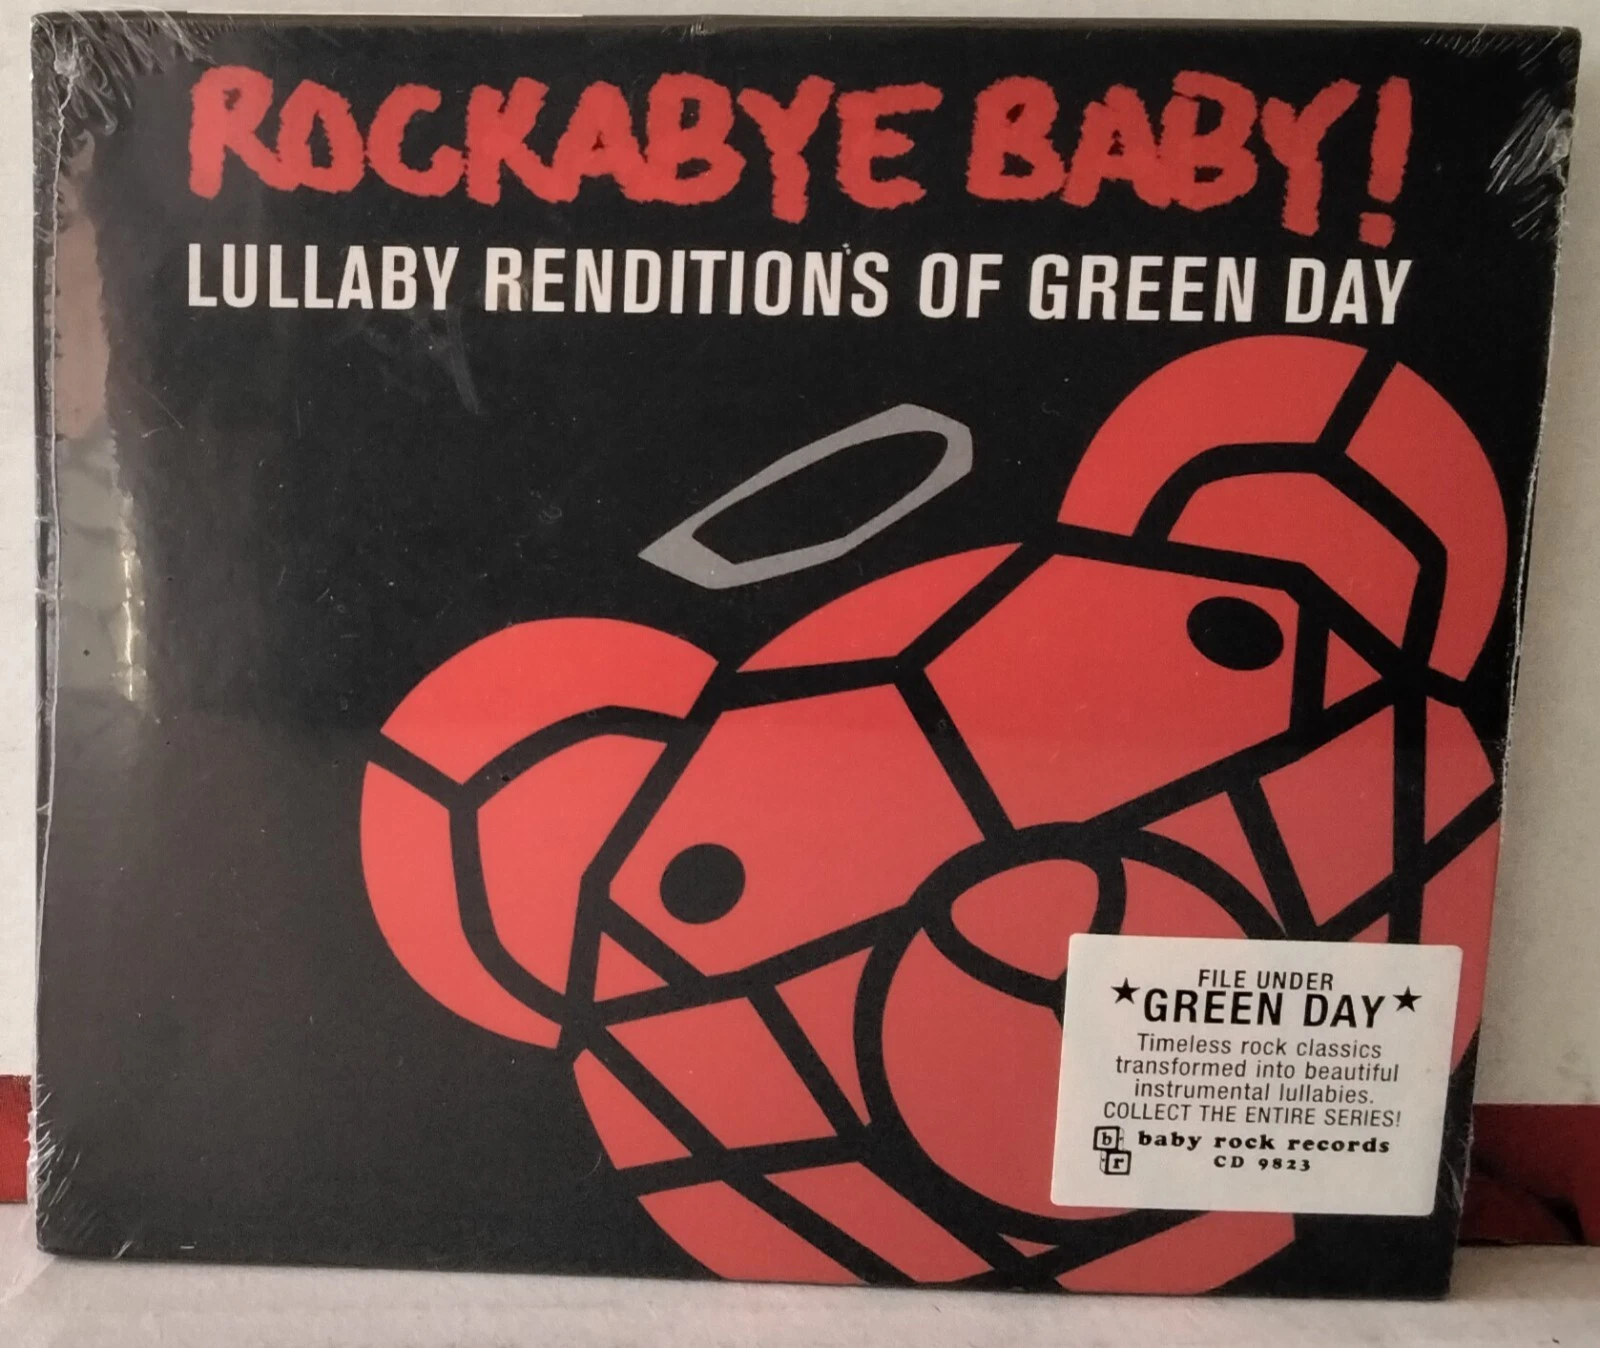 ROCKABYE BABY!
LULLABY RENDITIONS OF GREEN DAY
FILE UNDER
★GREEN DAY★
Timeless rock classics
transformed into beautiful
instrumental lullabies.
COLLECT THE ENTIRE SERIES!
b baby rock records
r CD 9823